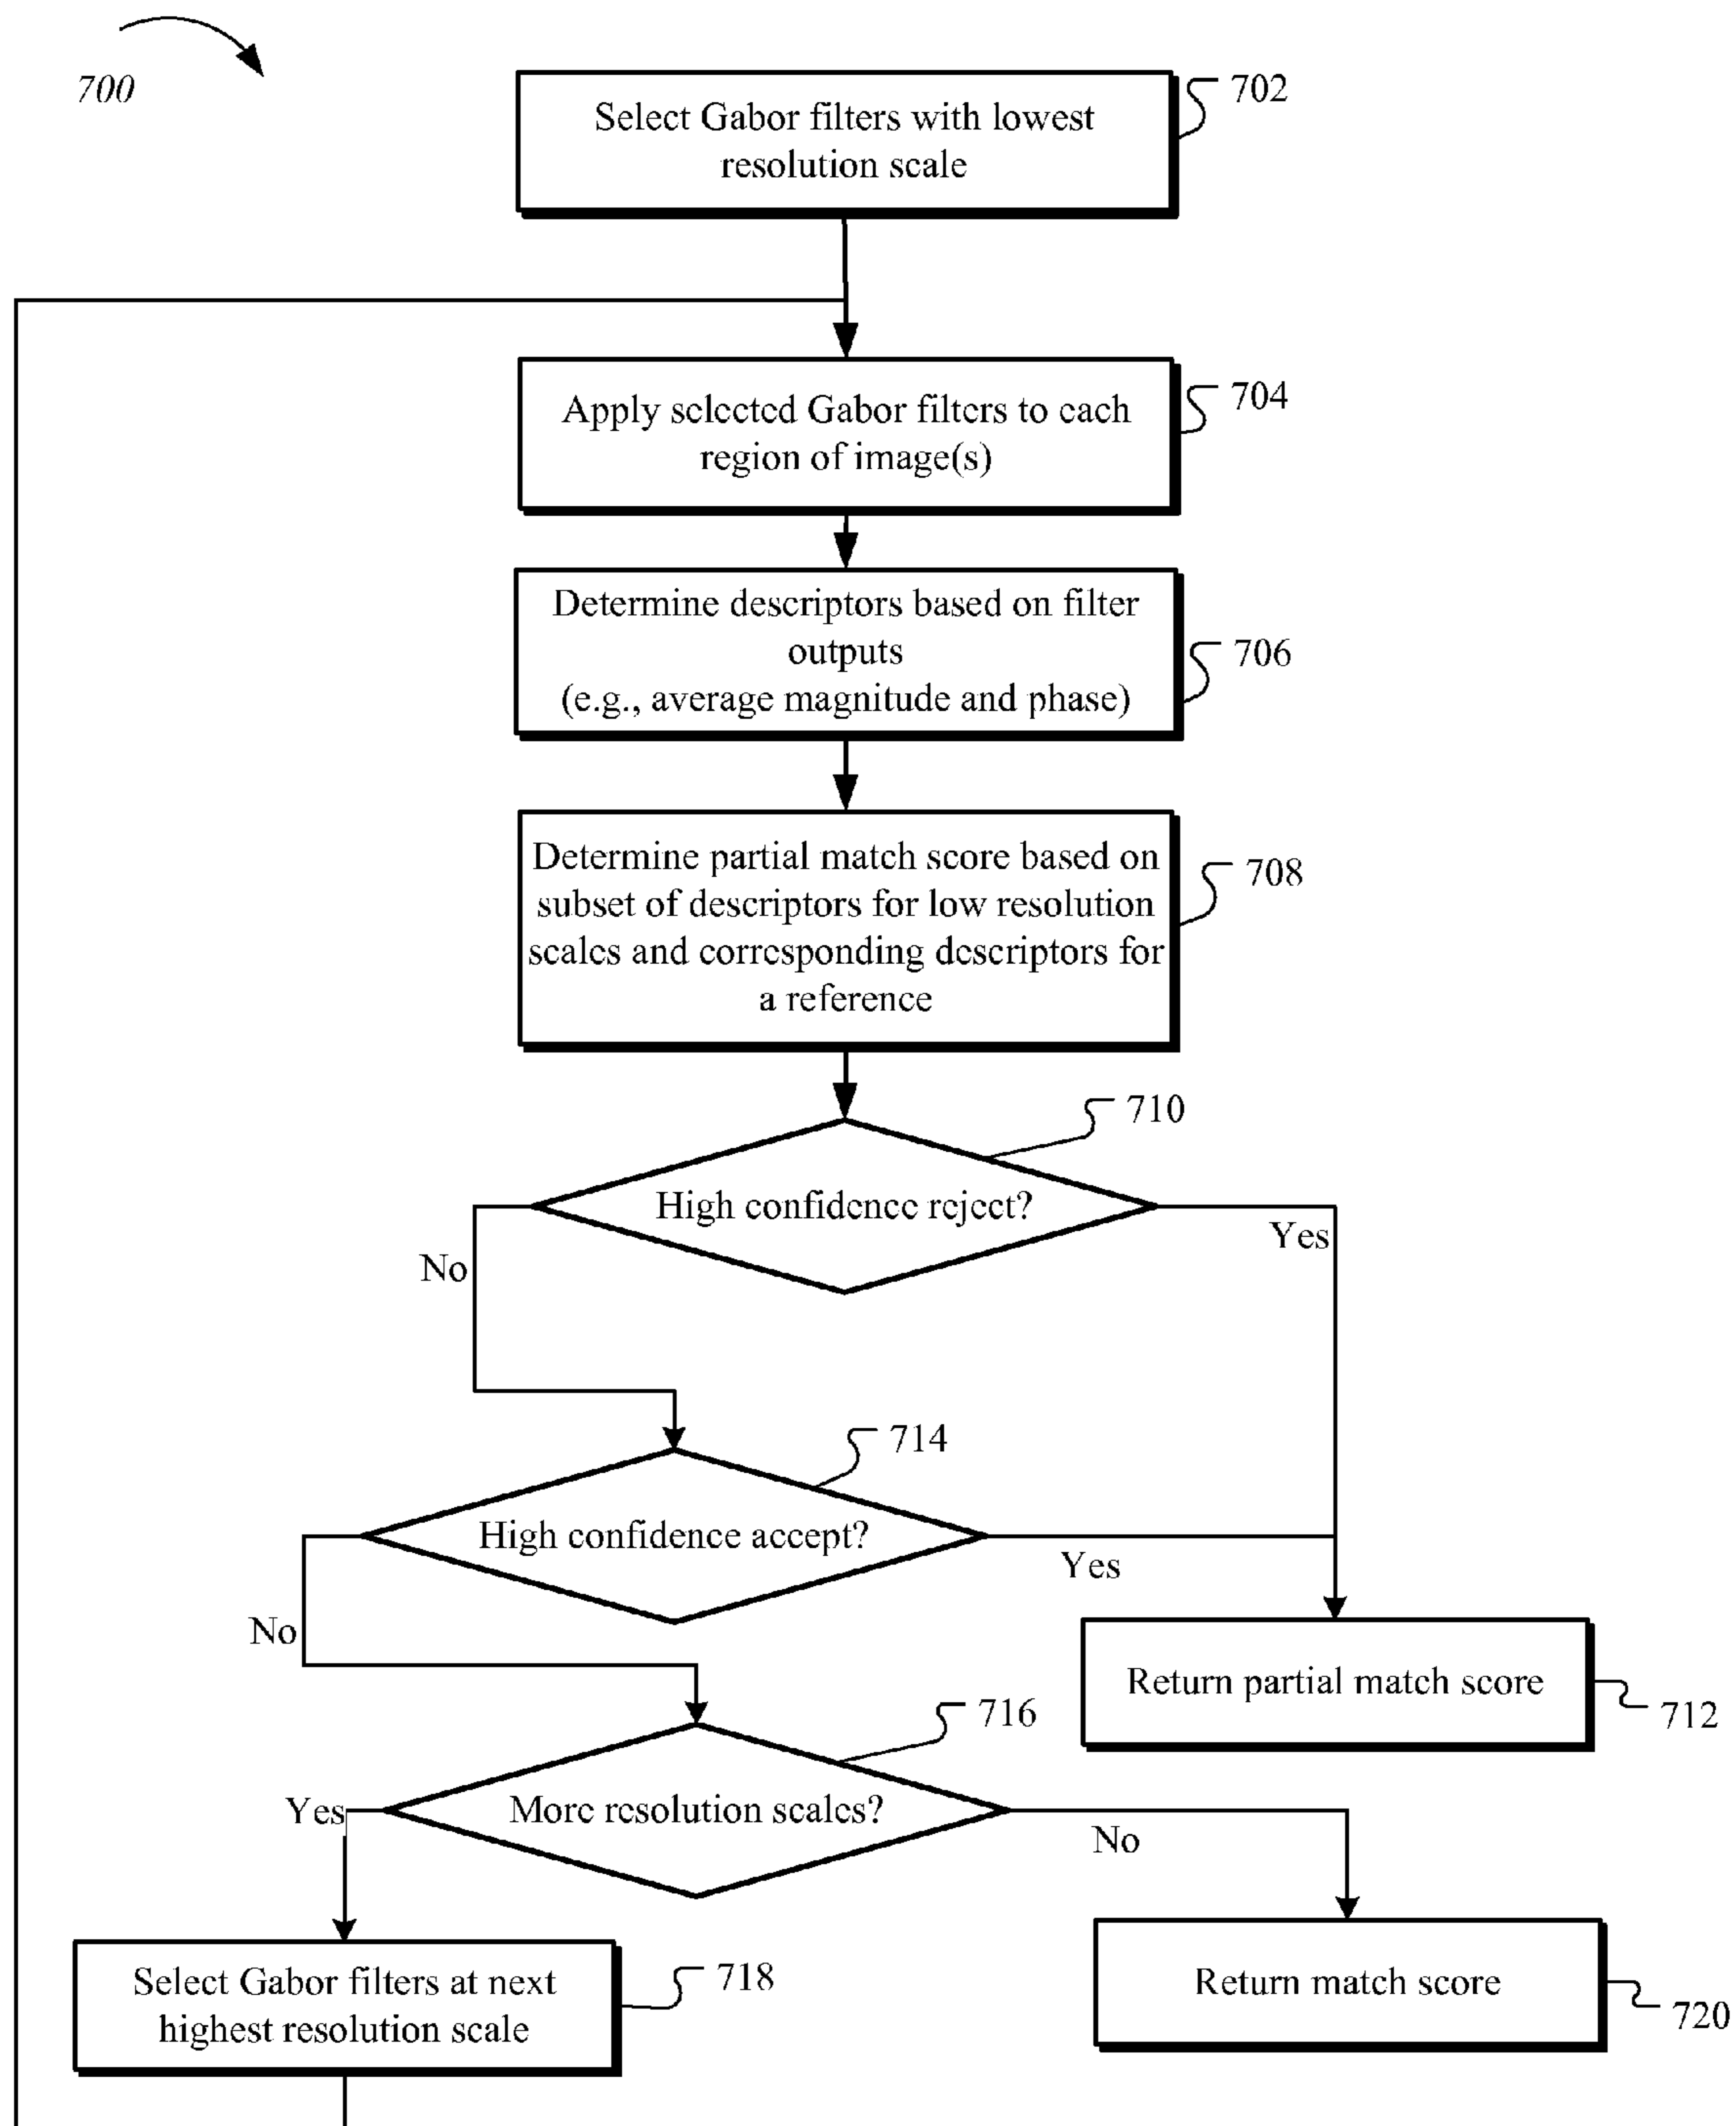 700
702
Select Gabor filters with lowest
resolution scale
704
Apply selected Gabor filters to each
region of image(s)
Determine descriptors based on filter
outputs
(e.g., average magnitude and phase)
706
Determine partial match score based on
subset of descriptors for low resolution
scales and corresponding descriptors for
a reference
708
710
High confidence reject?
Yes
No
714
High confidence accept?
Yes
No
Return partial match score
712
716
More resolution scales?
Yes
No
Select Gabor filters at next
highest resolution scale
718
Return match score
720